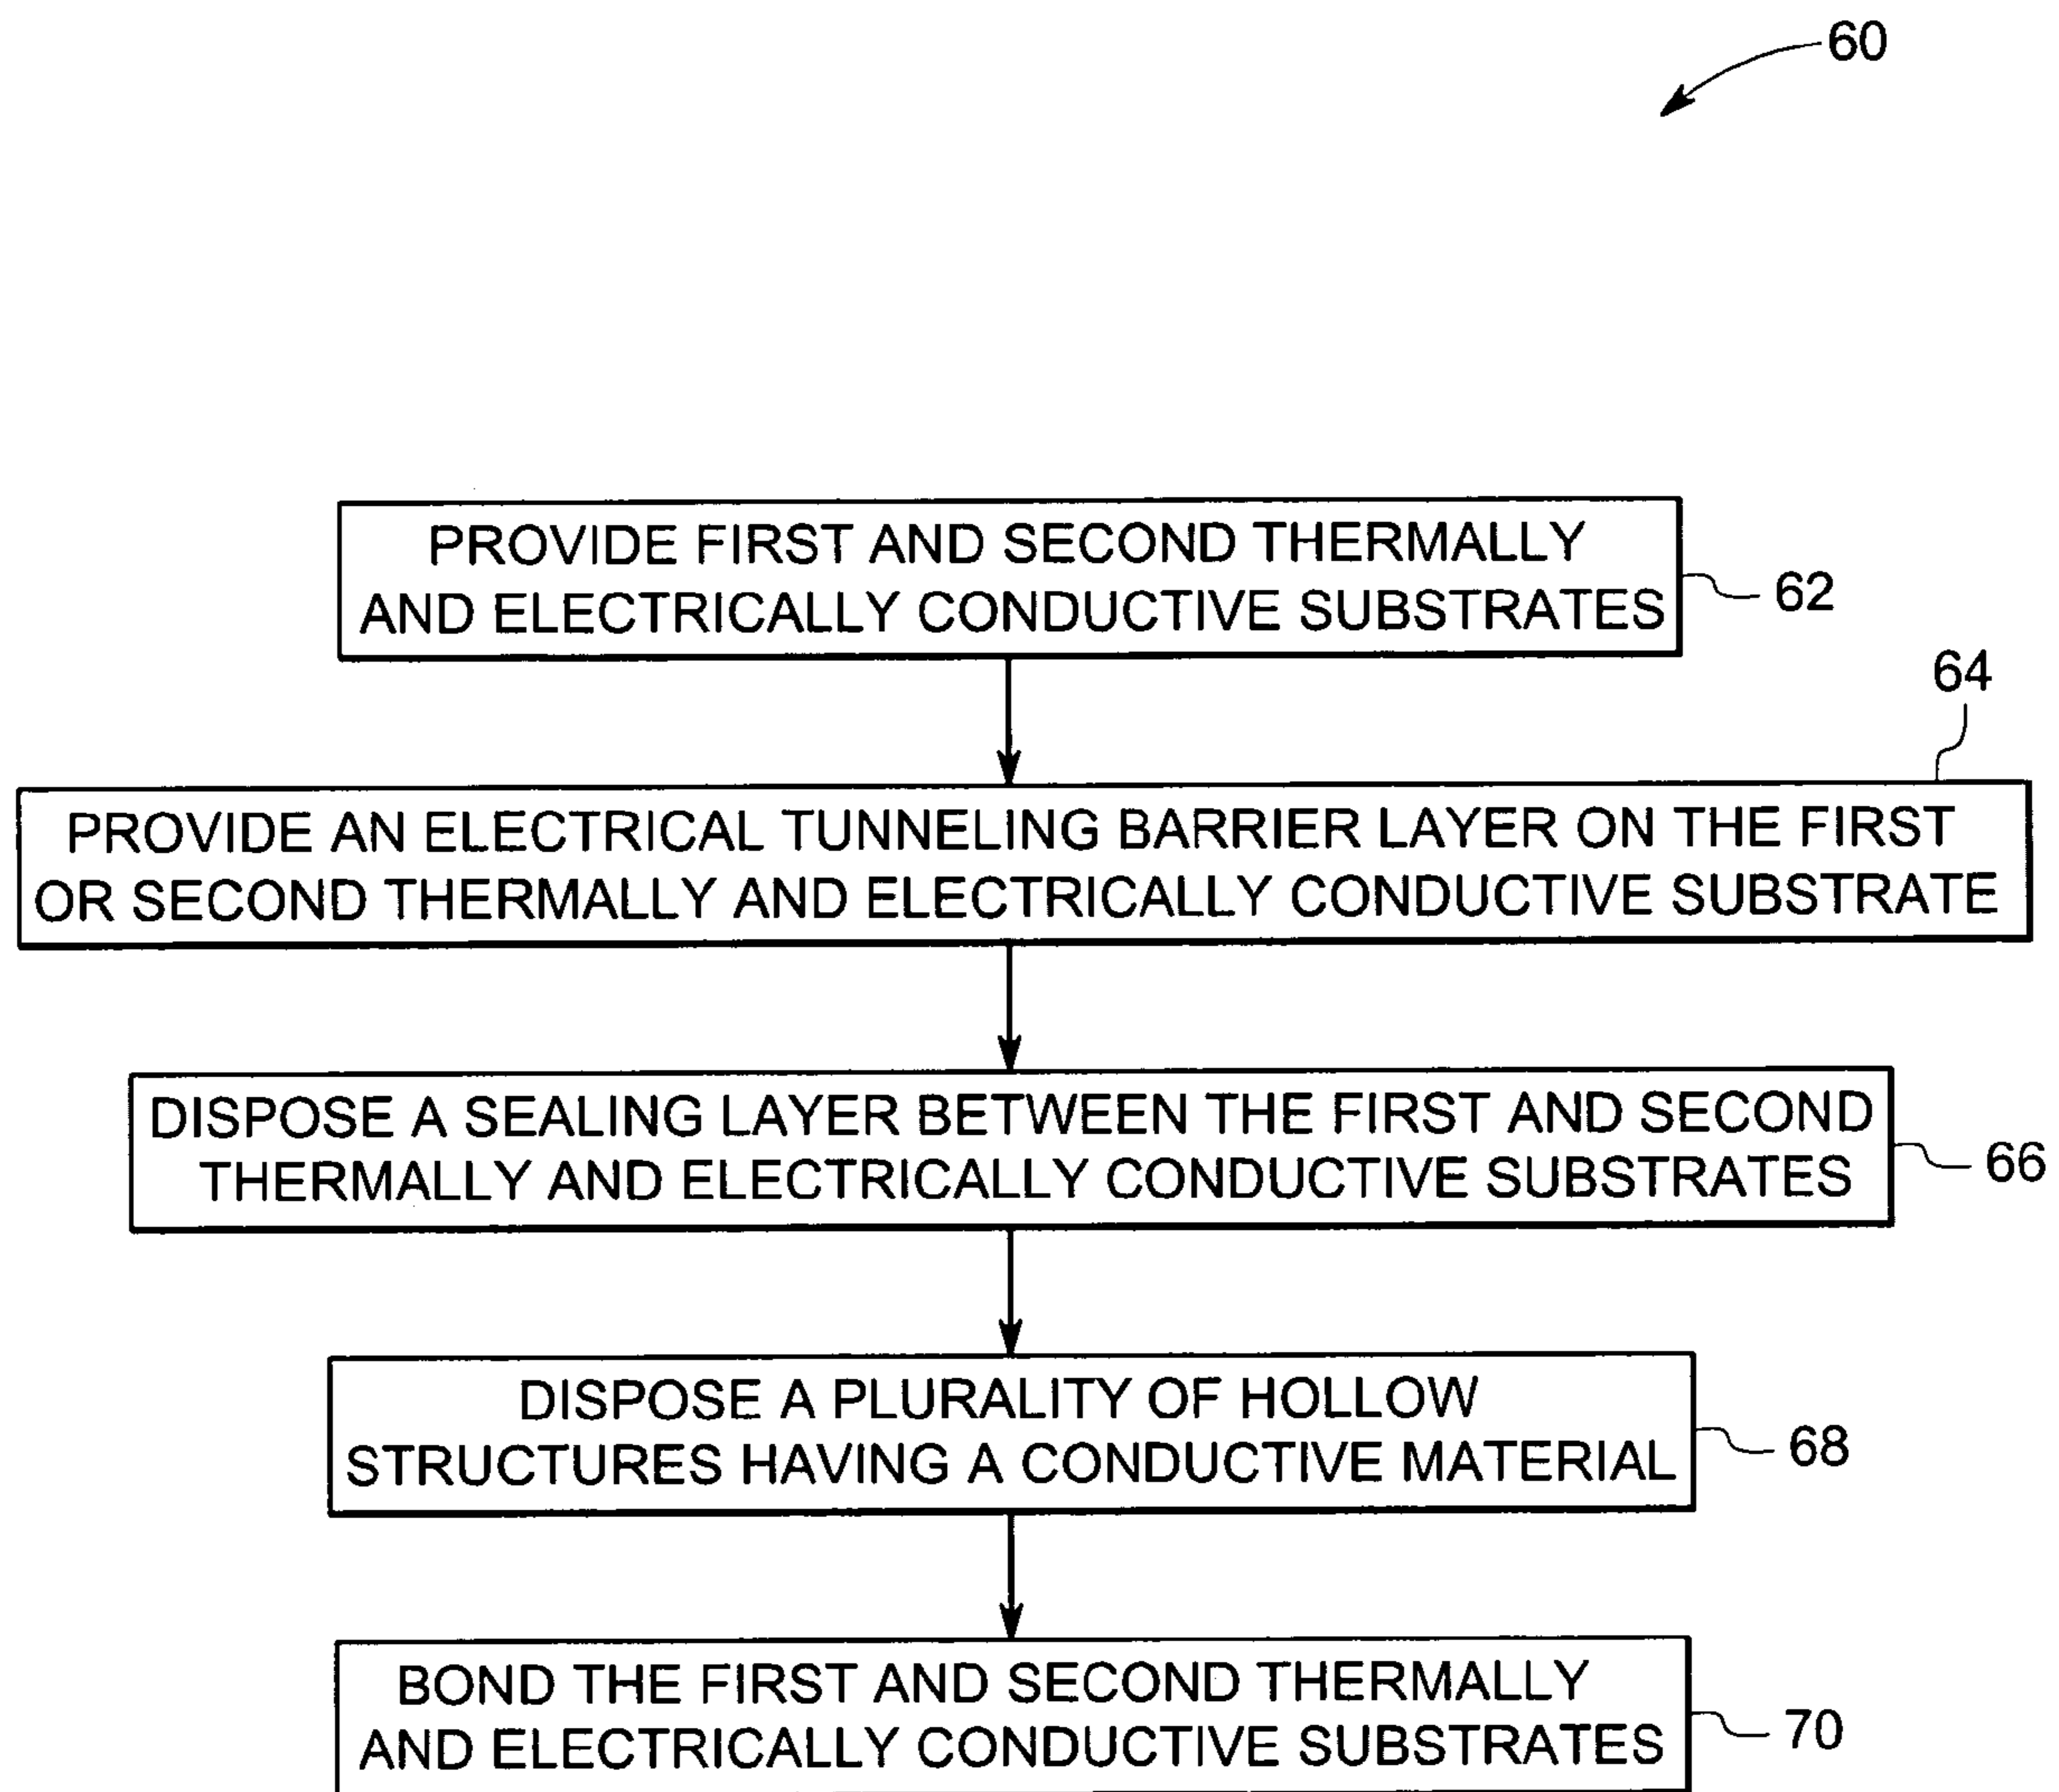 60
PROVIDE FIRST AND SECOND THERMALLY
AND ELECTRICALLY CONDUCTIVE SUBSTRATES
62
64
PROVIDE AN ELECTRICAL TUNNELING BARRIER LAYER ON THE FIRST
OR SECOND THERMALLY AND ELECTRICALLY CONDUCTIVE SUBSTRATE
DISPOSE A SEALING LAYER BETWEEN THE FIRST AND SECOND
THERMALLY AND ELECTRICALLY CONDUCTIVE SUBSTRATES
66
DISPOSE A PLURALITY OF HOLLOW
STRUCTURES HAVING A CONDUCTIVE MATERIAL
68
BOND THE FIRST AND SECOND THERMALLY
AND ELECTRICALLY CONDUCTIVE SUBSTRATES
70